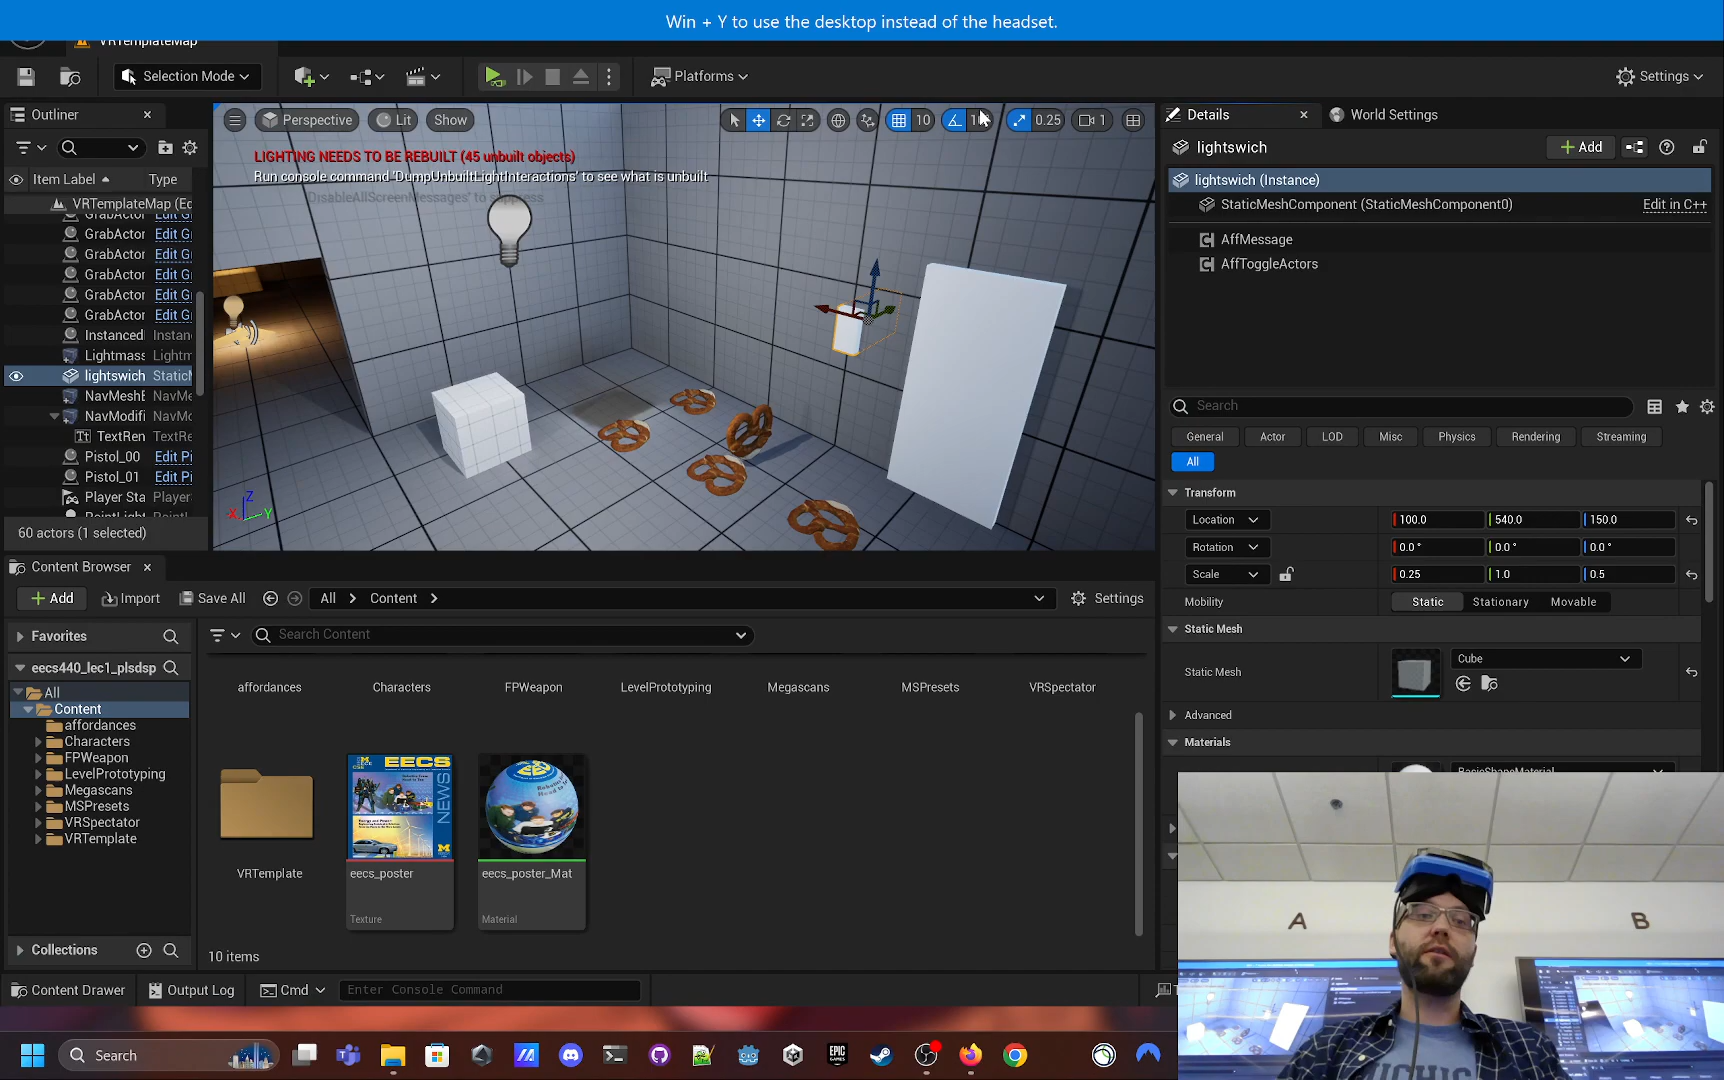 Win + Y to use the desktop instead of the headset.
VRTemplateMap
Selection Mode
Platforms
Settings
Outliner
Item Label
Type
VRTemplateMap (Ed
GrabActor Edit G
GrabActor Edit G
GrabActor Edit G
GrabActor Edit G
GrabActor Edit G
GrabActor Edit G
Instanced Instan
Lightmass Lightm
lightswich Static
NavMeshB NavMe
NavModifi NavMo
TextRen TextRe
Pistol_00 Edit Pi
Pistol_01 Edit Pi
Player Sta Player
60 actors (1 selected)
Perspective
Lit
Show
10
0.25
1
LIGHTING NEEDS TO BE REBUILT (45 unbuilt objects)
Run console command 'DumpUnbuiltLightInteractions' to see what is unbuilt
'DisableAllScreenMessages' to suppress
Z
X
Y
Details
World Settings
lightswich
Add
lightswich (Instance)
StaticMeshComponent (StaticMeshComponent0)
Edit in C++
AffMessage
AffToggleActors
Search
General
Actor
LOD
Misc
Physics
Rendering
Streaming
All
Transform
Location
100.0
540.0
150.0
Rotation
0.0 °
0.0 °
0.0 °
Scale
0.25
1.0
0.5
Mobility
Static
Stationary
Movable
Static Mesh
Static Mesh
Cube
Advanced
Materials
BasicShapeMaterial
Content Browser
Add
Import
Save All
All
Content
Settings
Favorites
eecs440_lec1_plsdsp
All
Content
affordances
Characters
FPWeapon
LevelPrototyping
Megascans
MSPresets
VRSpectator
VRTemplate
Collections
Search Content
affordances
Characters
FPWeapon
LevelPrototyping
Megascans
MSPresets
VRSpectator
EECS
NEWS
VRTemplate
eecs_poster
Texture
eecs_poster_Mat
Material
10 items
A
B
Content Drawer
Output Log
Cmd
Enter Console Command
Search
EPIC
GAMES